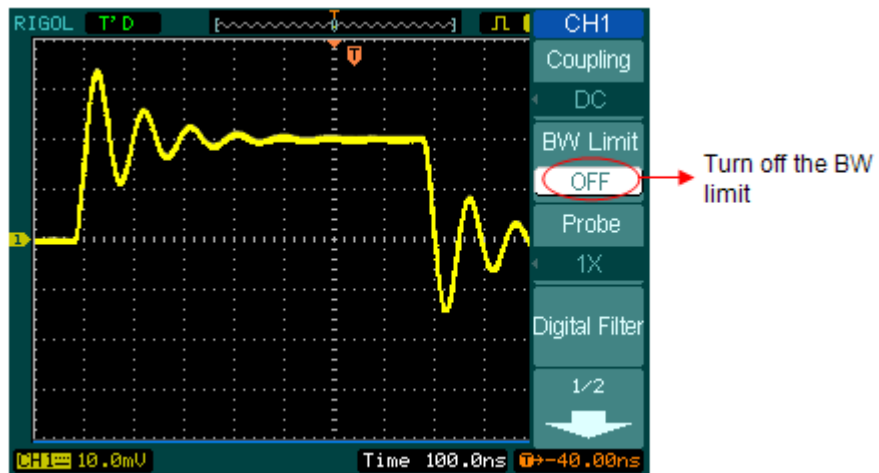 RIGOL T'D T CH1
T
Coupling
DC
BW Limit
OFF
Turn off the BW
limit
Probe
1
1X
Digital Filter
1/2
CH1 10.0mV Time 100.0ns T→-40.00ns